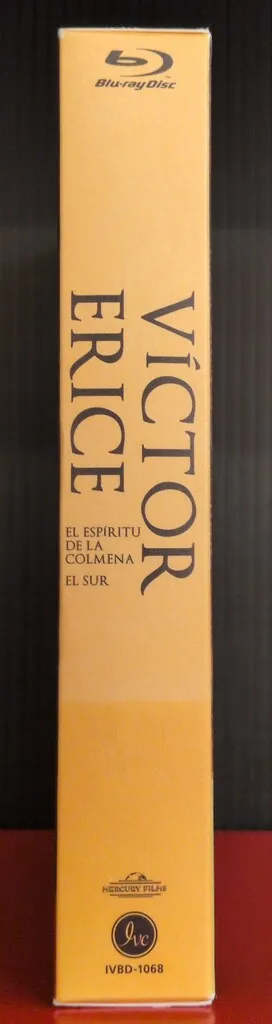 Blu-ray Disc
VÍCTOR
ERICE
EL ESPÍRITU
DE LA
COLMENA
EL SUR
MERCURY FILMS
IVC
IVBD-1068